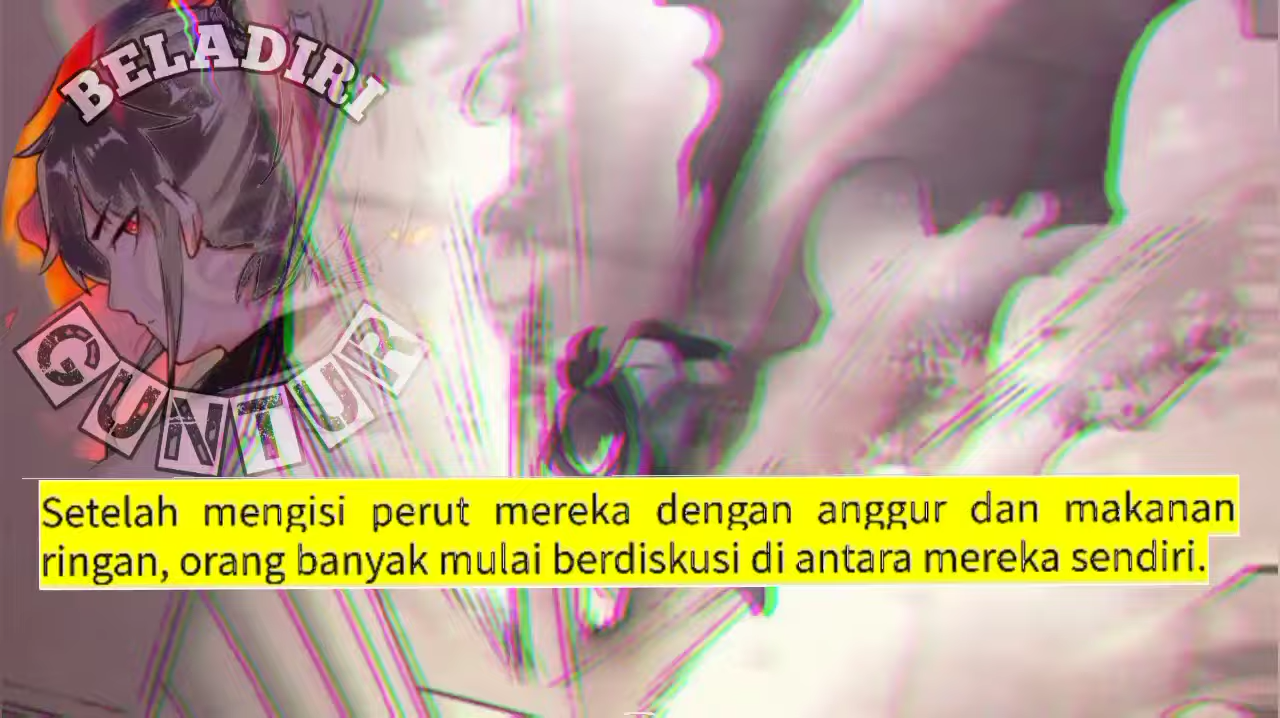 BELADIRI
GUNTUR
Setelah mengisi perut mereka dengan anggur dan makanan
ringan, orang banyak mulai berdiskusi di antara mereka sendiri.